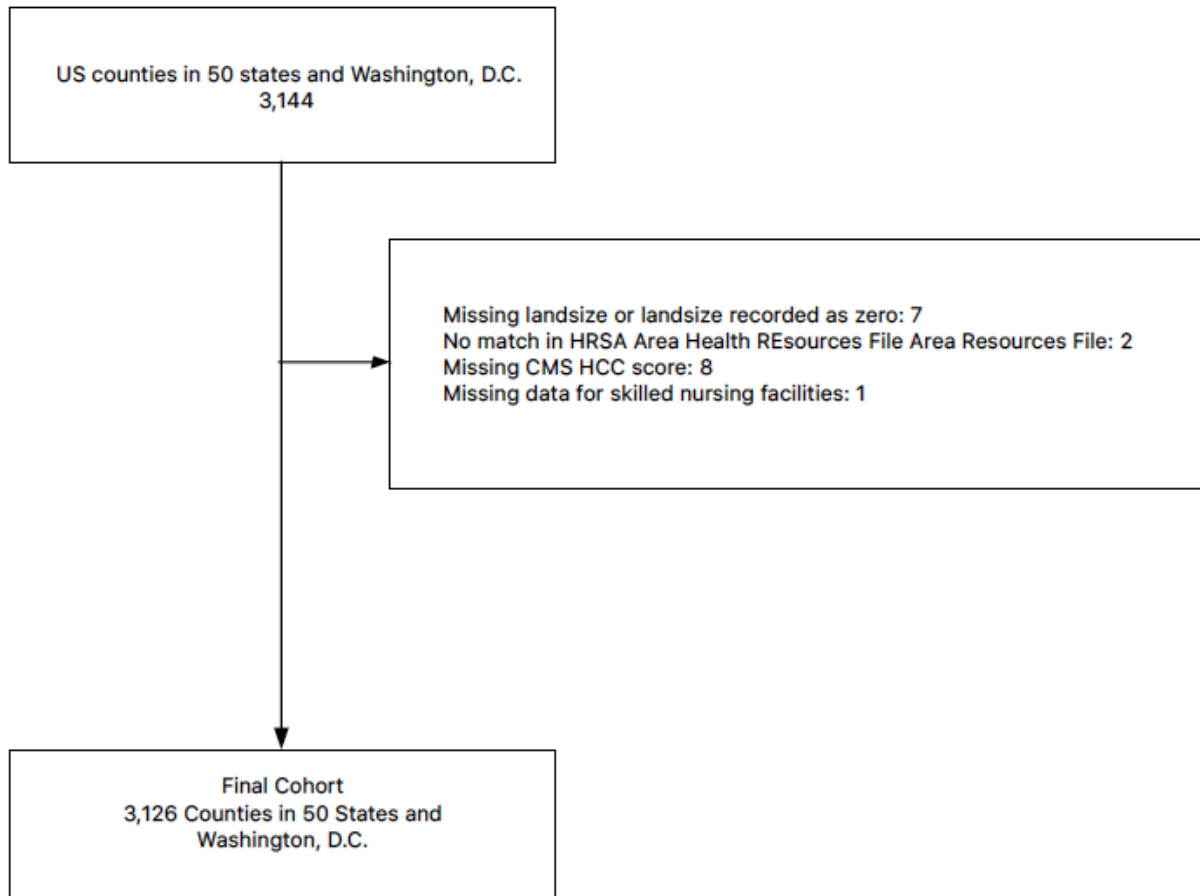 US counties in 50 states and Washington, D.C.
3,144
Missing landsize or landsize recorded as zero: 7
No match in HRSA Area Health REsources File Area Resources File: 2
Missing CMS HCC score: 8
Missing data for skilled nursing facilities: 1
Final Cohort
3,126 Counties in 50 States and
Washington, D.C.